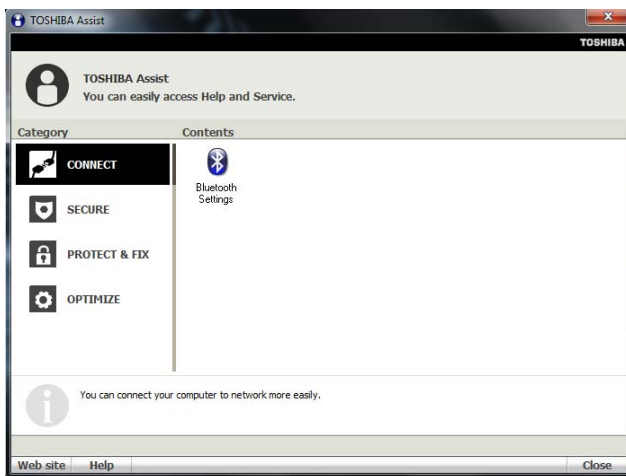 TOSHIBA Assist
TOSHIBA
TOSHIBA Assist
You can easily access Help and Service.
Category
Contents
CONNECT
SECURE
PROTECT & FIX
OPTIMIZE
Bluetooth
Settings
You can connect your computer to network more easily.
Web site
Help
Close